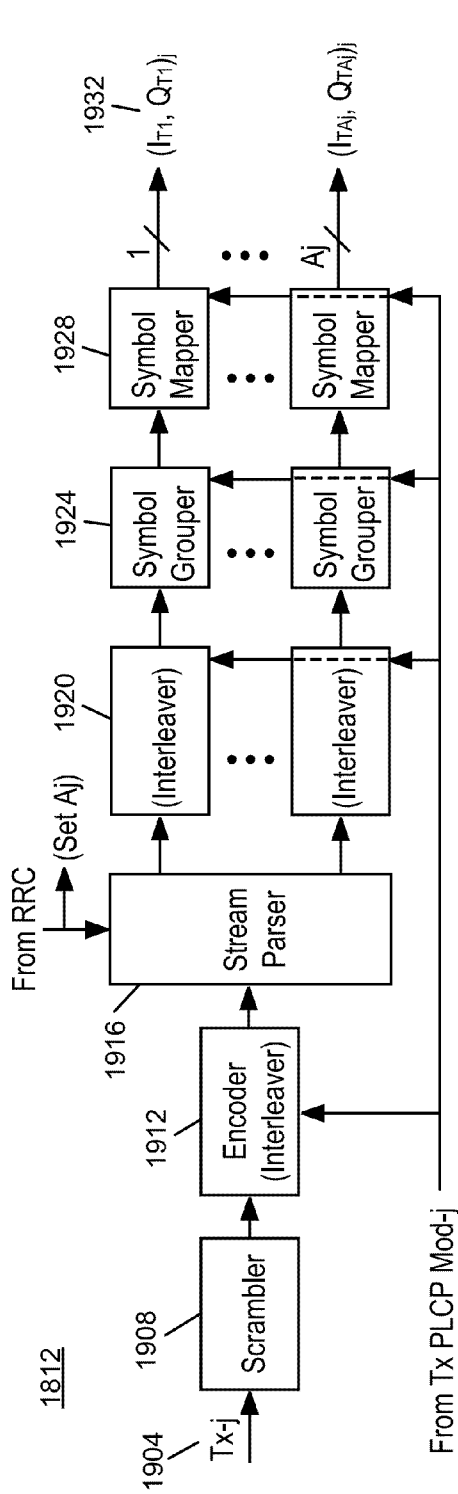 1812
1904
Tx-j
1908
Scrambler
1912
Encoder
(Interleaver)
1916
Stream
Parser
From RRC
(Set Aj)
1920
(Interleaver)
(Interleaver)
1924
Symbol
Grouper
Symbol
Grouper
1928
Symbol
Mapper
Symbol
Mapper
1
Aj
1932
(IT1, QT1)j
(ITAj, QTAj)j
From Tx PLCP Mod-j